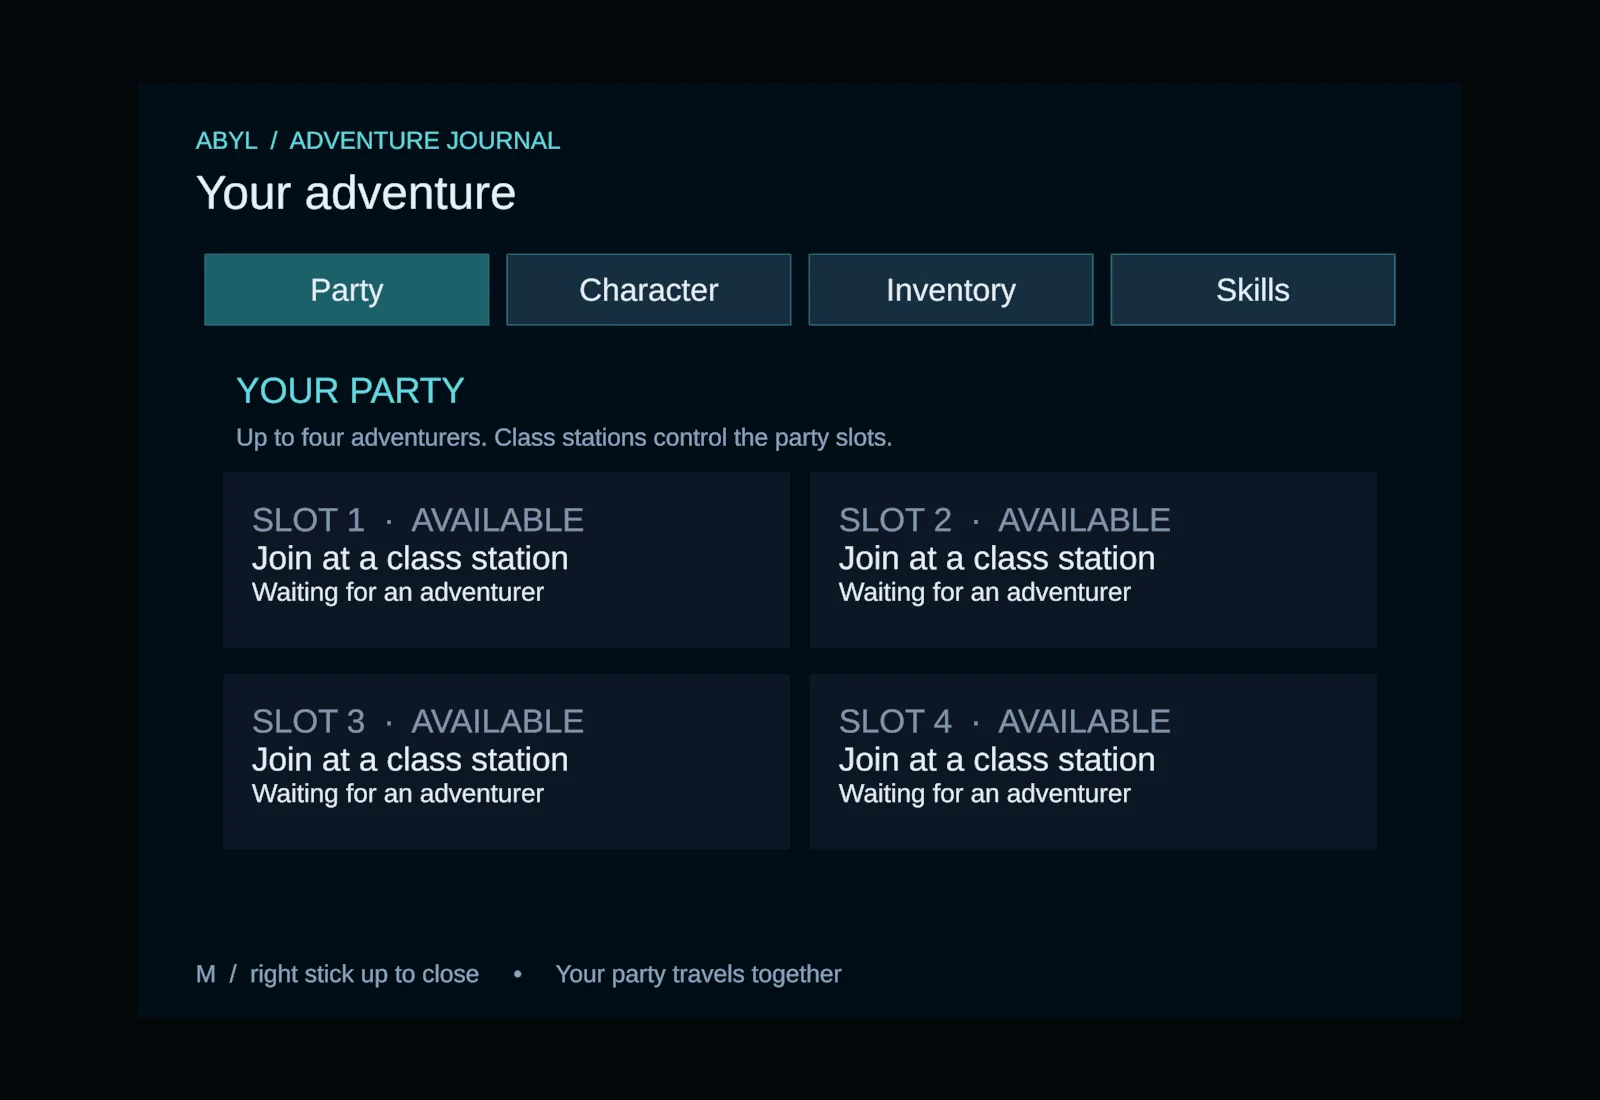 ABYL / ADVENTURE JOURNAL
Your adventure
Party
Character
Inventory
Skills
YOUR PARTY
Up to four adventurers. Class stations control the party slots.
SLOT 1 · AVAILABLE
Join at a class station
Waiting for an adventurer
SLOT 2 · AVAILABLE
Join at a class station
Waiting for an adventurer
SLOT 3 · AVAILABLE
Join at a class station
Waiting for an adventurer
SLOT 4 · AVAILABLE
Join at a class station
Waiting for an adventurer
M / right stick up to close • Your party travels together